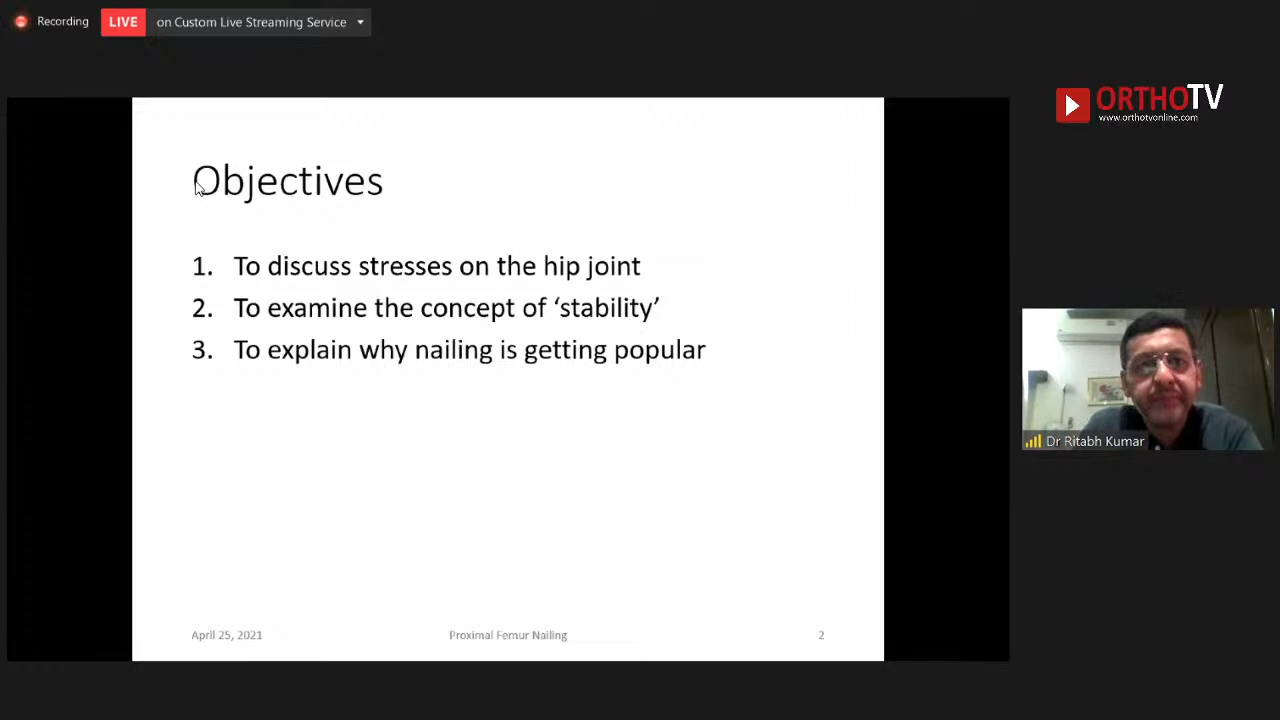 Recording
LIVE
on Custom Live Streaming Service
ORTHOTV
www.orthotvonline.com
Objectives
1. To discuss stresses on the hip joint
2. To examine the concept of ‘stability’
3. To explain why nailing is getting popular
Dr Ritabh Kumar
April 25, 2021
Proximal Femur Nailing
2